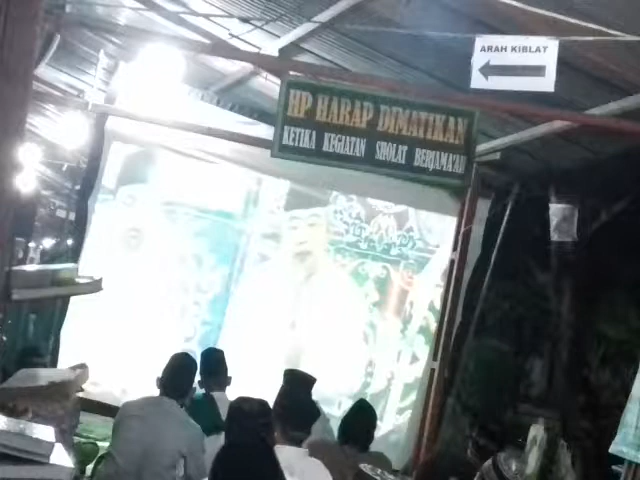 ARAH KIBLAT
HP HARAP DIMATIKAN
KETIKA KEGIATAN SHOLAT BERJAMA'AH